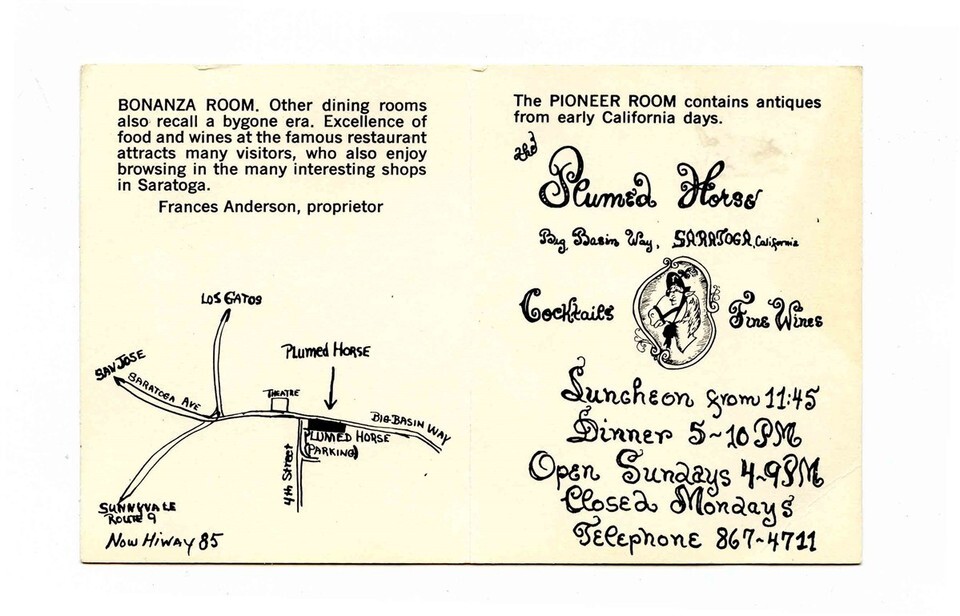 BONANZA ROOM. Other dining rooms
also recall a bygone era. Excellence of
food and wines at the famous restaurant
attracts many visitors, who also enjoy
browsing in the many interesting shops
in Saratoga.
Frances Anderson, proprietor
LOS GATOS
SAN JOSE
SARATOGA AVE
THEATRE
PLUMED HORSE
BIG BASIN WAY
PLUMED HORSE
(PARKING)
4th Street
SUNNYVALE
ROUTE 9
NOW HIWAY 85
The PIONEER ROOM contains antiques
from early California days.
the
Plumed Horse
Big Basin Way, SARATOGA, California
Cocktails Fine Wines
Luncheon from 11:45
Dinner 5~10 PM
Open Sundays 4~9PM
Closed Mondays
Telephone 867~4711